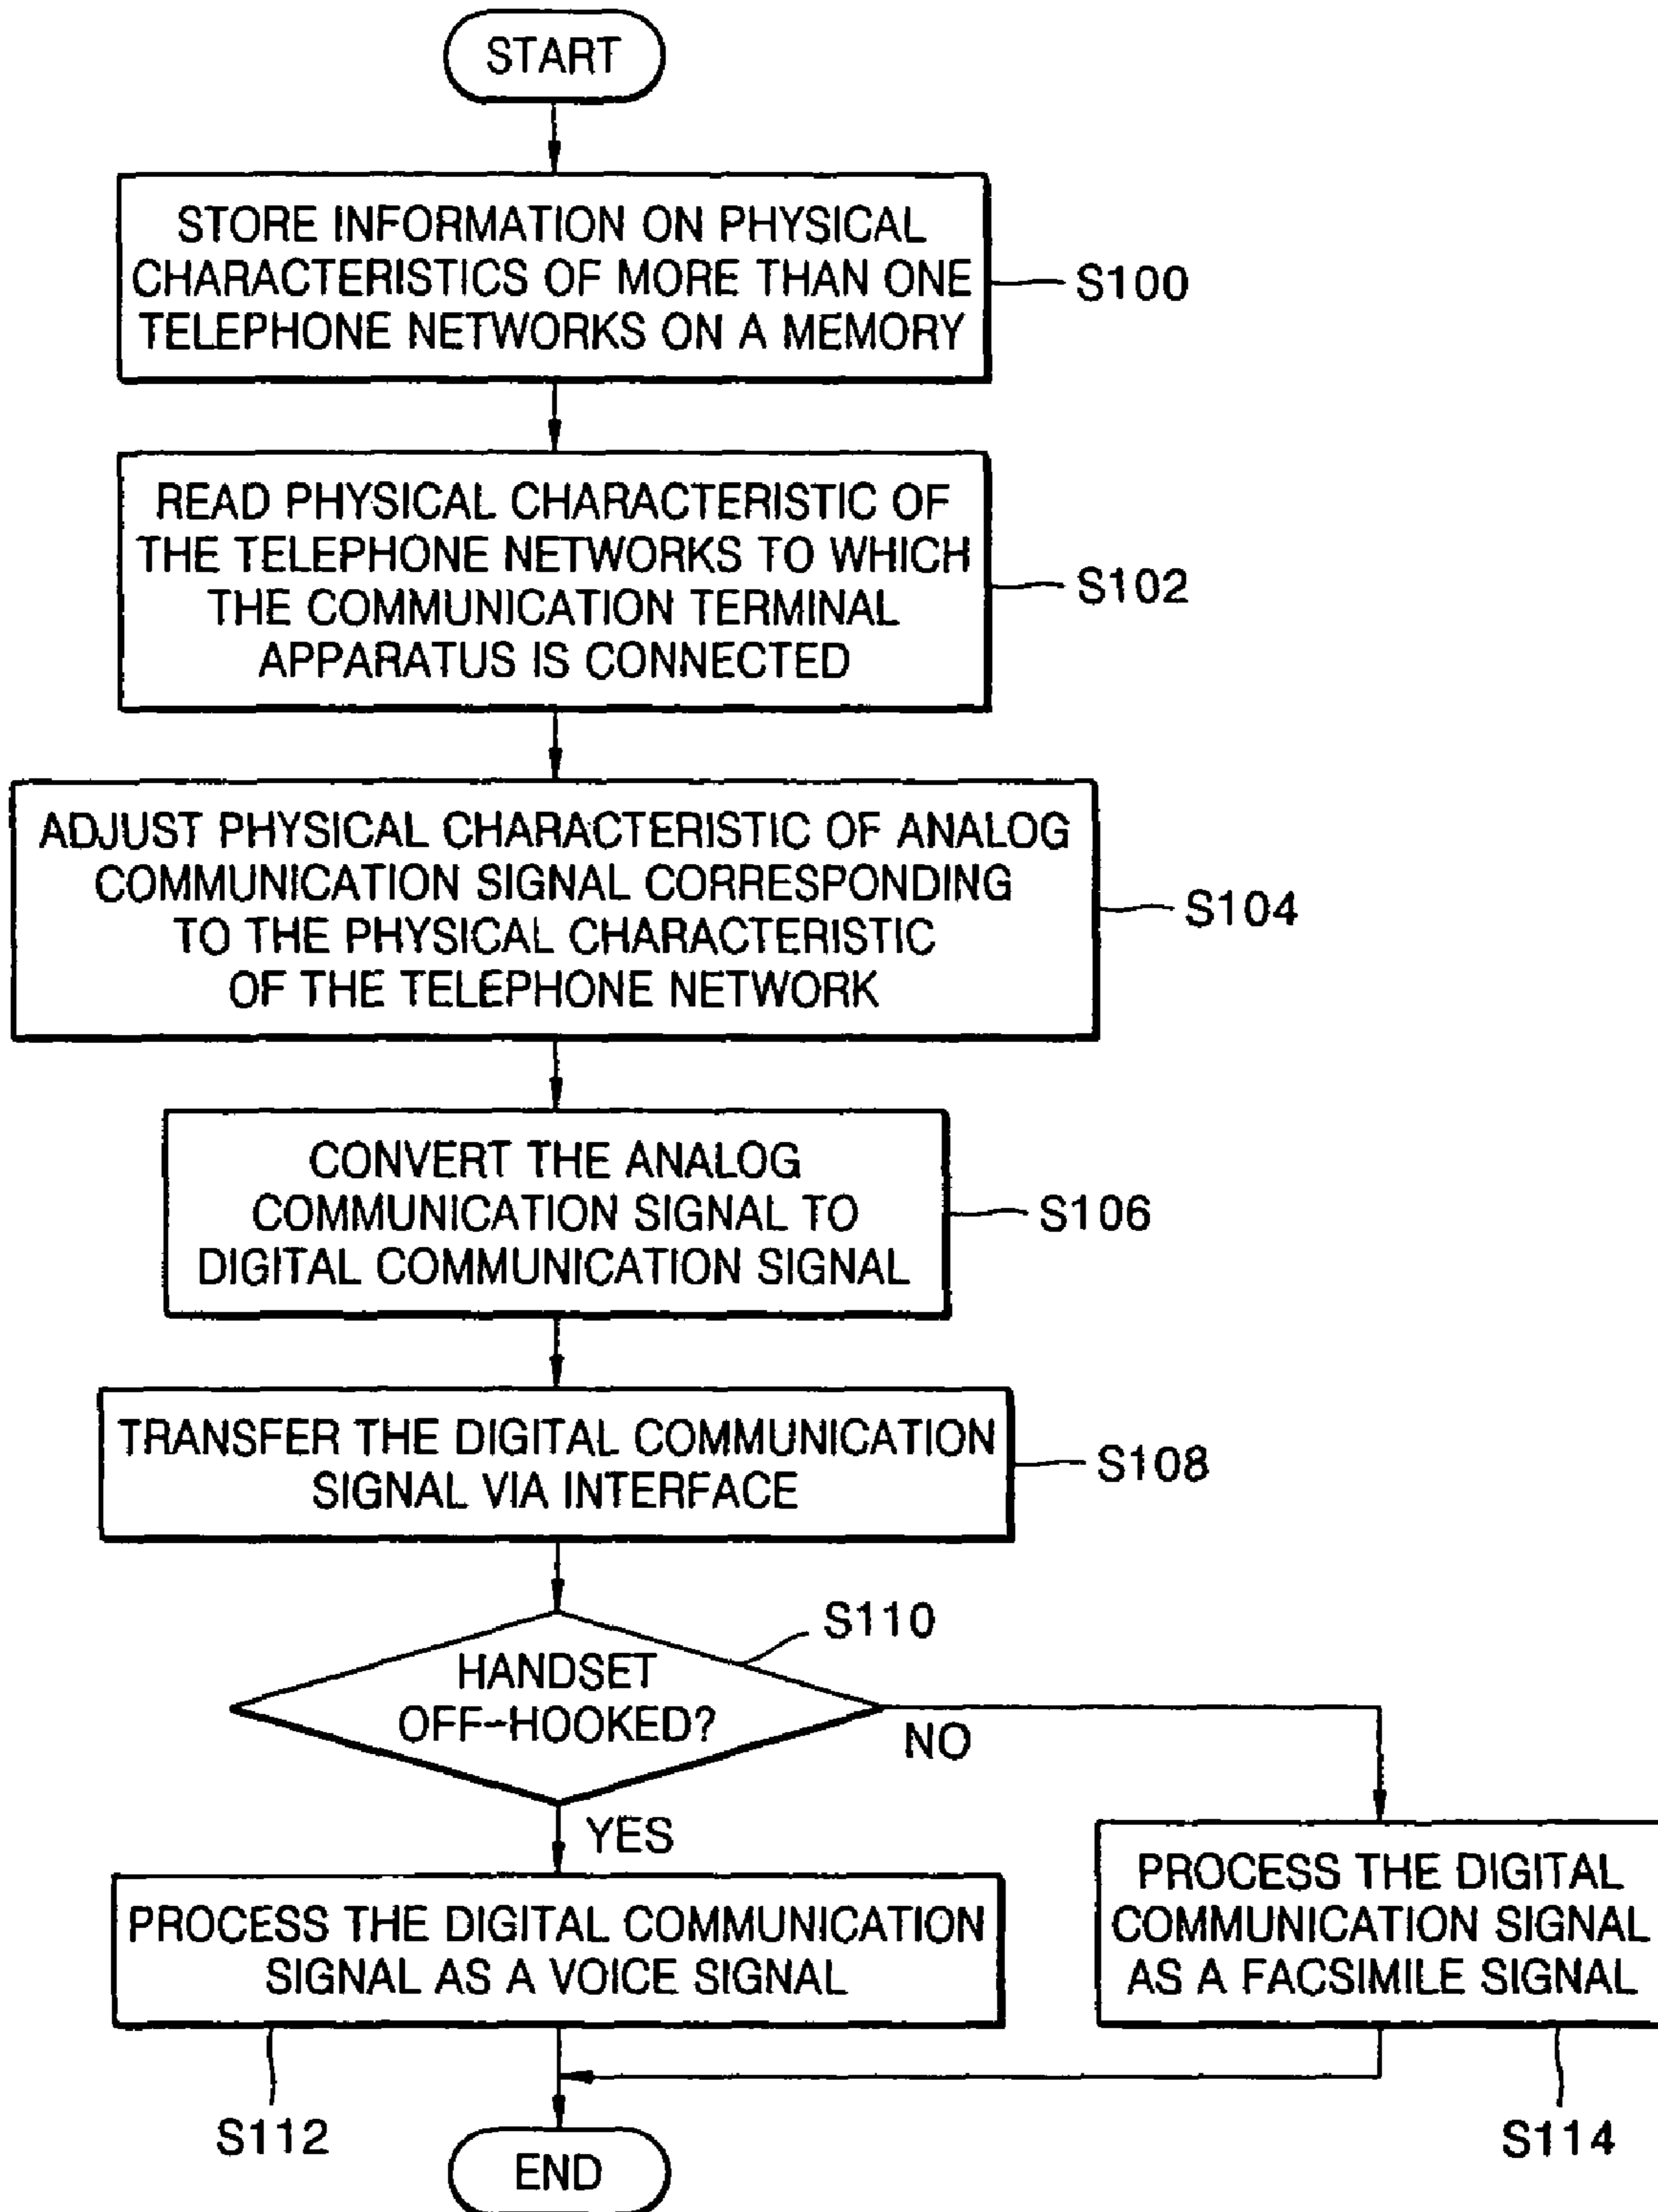 START
STORE INFORMATION ON PHYSICAL
CHARACTERISTICS OF MORE THAN ONE
TELEPHONE NETWORKS ON A MEMORY
S100
READ PHYSICAL CHARACTERISTIC OF
THE TELEPHONE NETWORKS TO WHICH
THE COMMUNICATION TERMINAL
APPARATUS IS CONNECTED
S102
ADJUST PHYSICAL CHARACTERISTIC OF ANALOG
COMMUNICATION SIGNAL CORRESPONDING
TO THE PHYSICAL CHARACTERISTIC
OF THE TELEPHONE NETWORK
S104
CONVERT THE ANALOG
COMMUNICATION SIGNAL TO
DIGITAL COMMUNICATION SIGNAL
S106
TRANSFER THE DIGITAL COMMUNICATION
SIGNAL VIA INTERFACE
S108
S110
HANDSET
OFF-HOOKED?
NO
YES
PROCESS THE DIGITAL COMMUNICATION
SIGNAL AS A VOICE SIGNAL
S112
PROCESS THE DIGITAL
COMMUNICATION SIGNAL
AS A FACSIMILE SIGNAL
S114
END